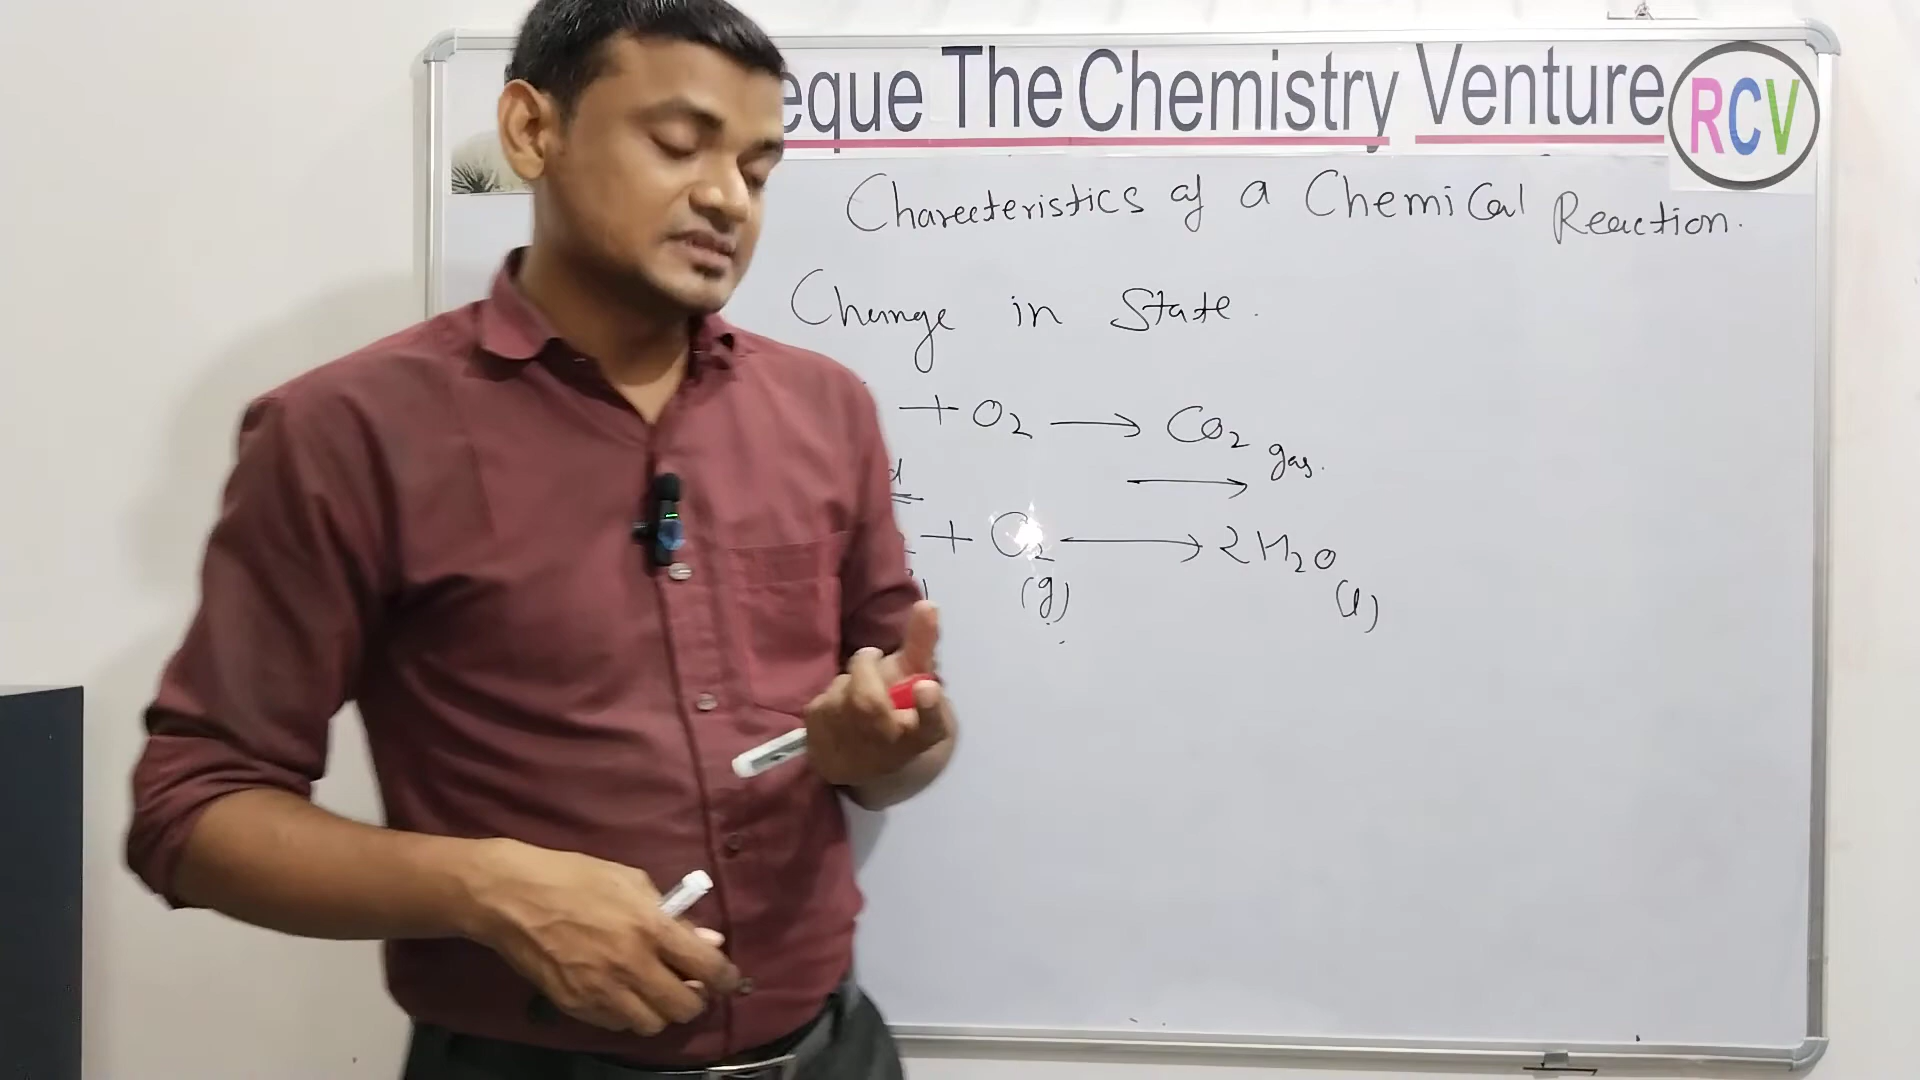 eque The Chemistry Venture RCV
Charecteristics of a Chemical Reaction.
Change in State.
+ O2 → CO2 gas.
d →
+ O2 → 2H2O
(g) (l)